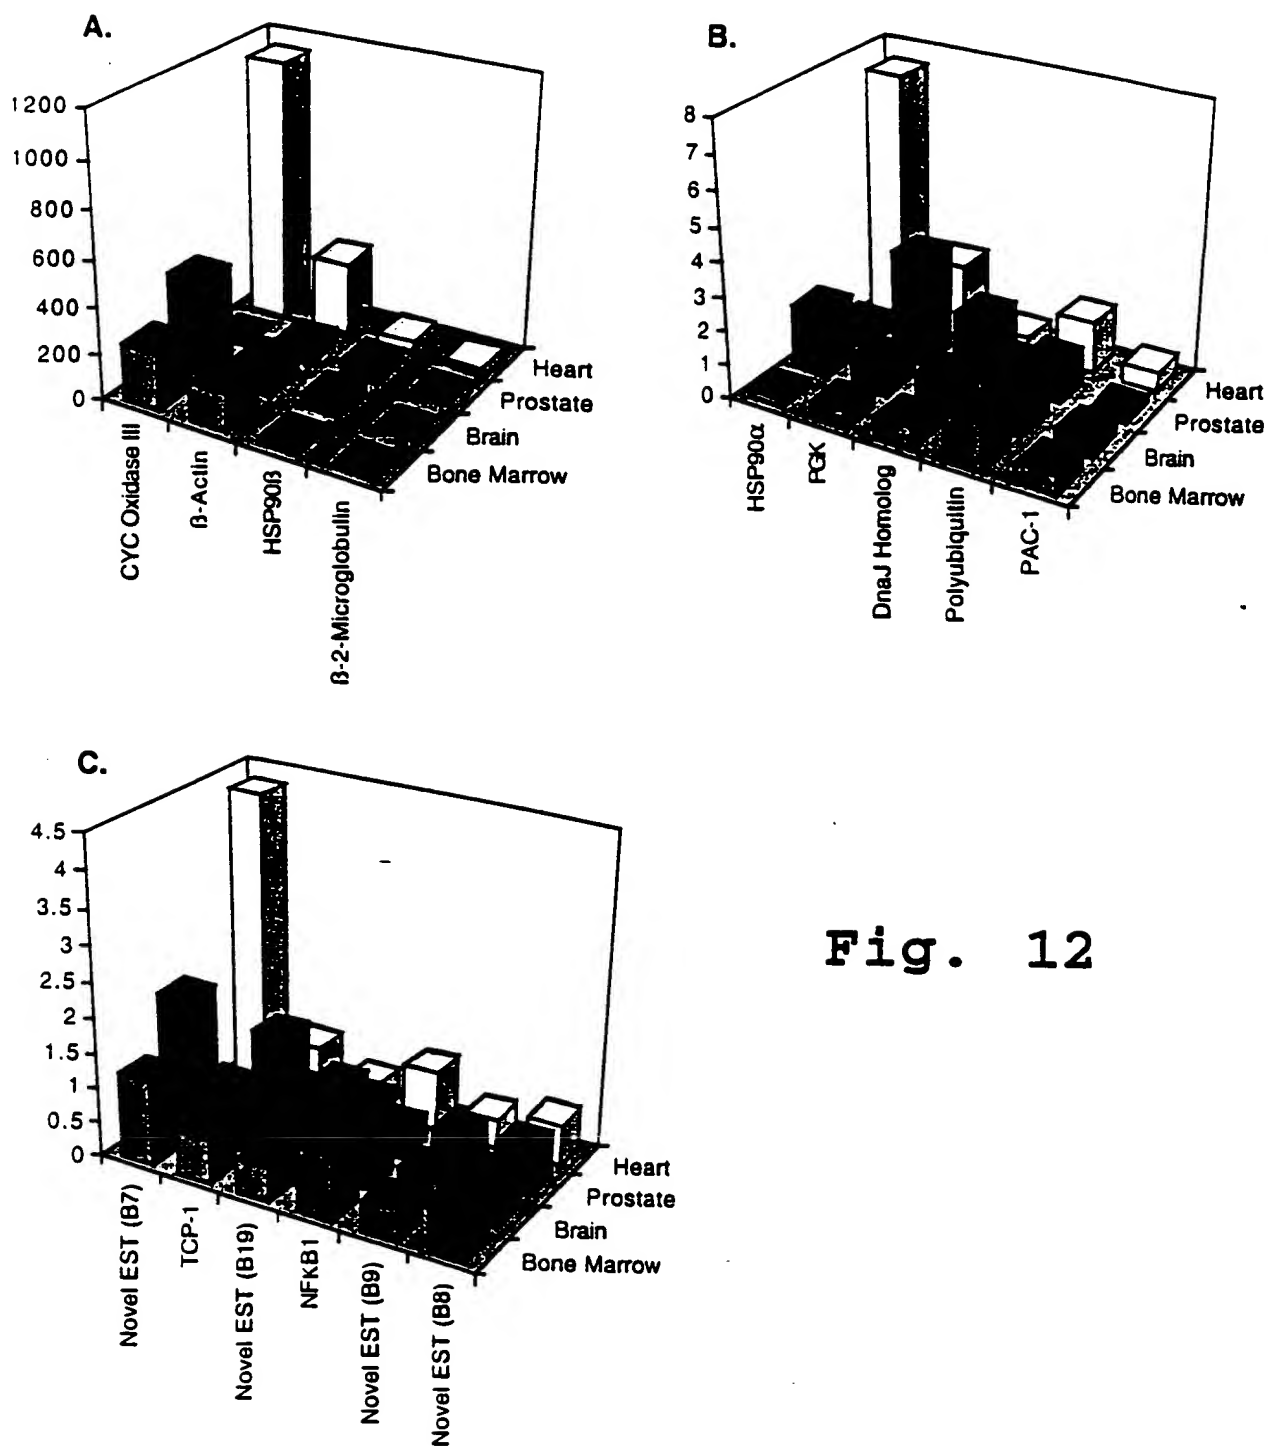 A.
1200
1000
800
600
400
200
0
Heart
Prostate
Brain
Bone Marrow
CYC Oxidase III
ß-Actin
HSP90ß
ß-2-Microglobulin
B.
8
7
6
5
4
3
2
1
0
Heart
Prostate
Brain
Bone Marrow
HSP90α
PGK
DnaJ Homolog
Polyubiquitin
PAC-1
C.
4.5
4
3.5
3
2.5
2
1.5
1
0.5
0
Heart
Prostate
Brain
Bone Marrow
Novel EST (B7)
TCP-1
Novel EST (B19)
NFKB1
Novel EST (B9)
Novel EST (B8)
Fig. 12